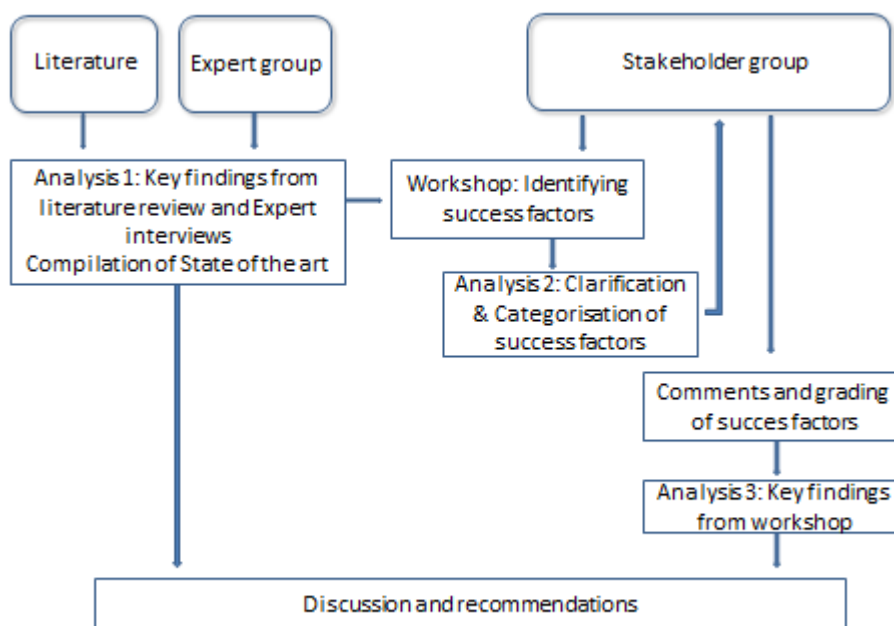 Literature
Expert group
Stakeholder group
Analysis 1: Key findings from
literature review and Expert
interviews
Compilation of State of the art
Workshop: Identifying
success factors
Analysis 2: Clarification
& Categorisation of
success factors
Comments and grading
of succes factors
Analysis 3: Key findings
from workshop
Discussion and recommendations